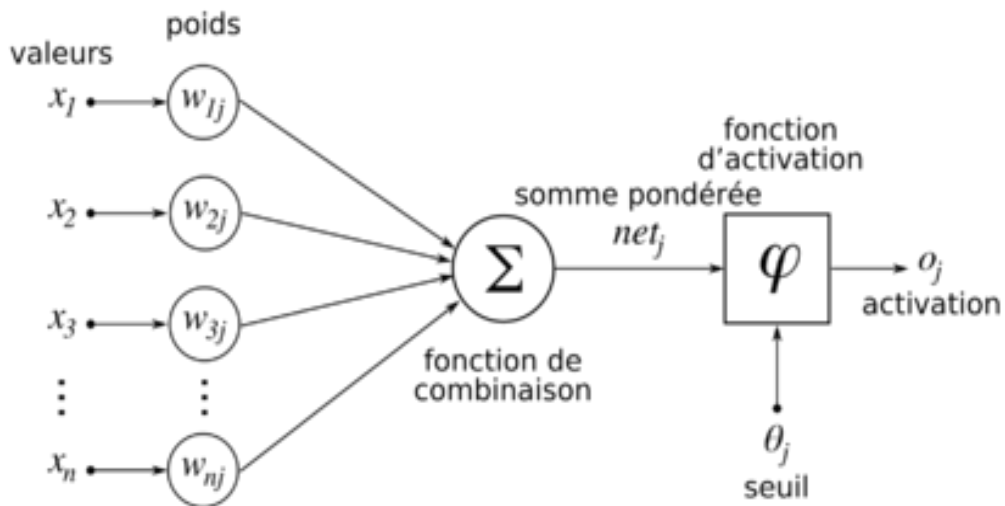 poids
valeurs
x₁
w₁ⱼ
x₂
w₂ⱼ
x₃
w₃ⱼ
⋮ ⋮
xₙ
wₙⱼ
Σ
fonction de
combinaison
somme pondérée
netⱼ
fonction
d'activation
φ
oⱼ
activation
θⱼ
seuil